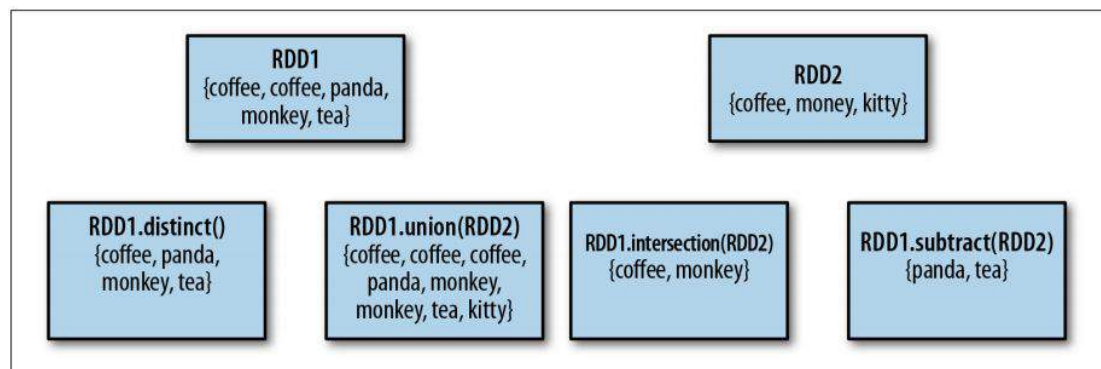 RDD1
{coffee, coffee, panda,
monkey, tea}
RDD2
{coffee, money, kitty}
RDD1.distinct()
{coffee, panda,
monkey, tea}
RDD1.union(RDD2)
{coffee, coffee, coffee,
panda, monkey,
monkey, tea, kitty}
RDD1.intersection(RDD2)
{coffee, monkey}
RDD1.subtract(RDD2)
{panda, tea}